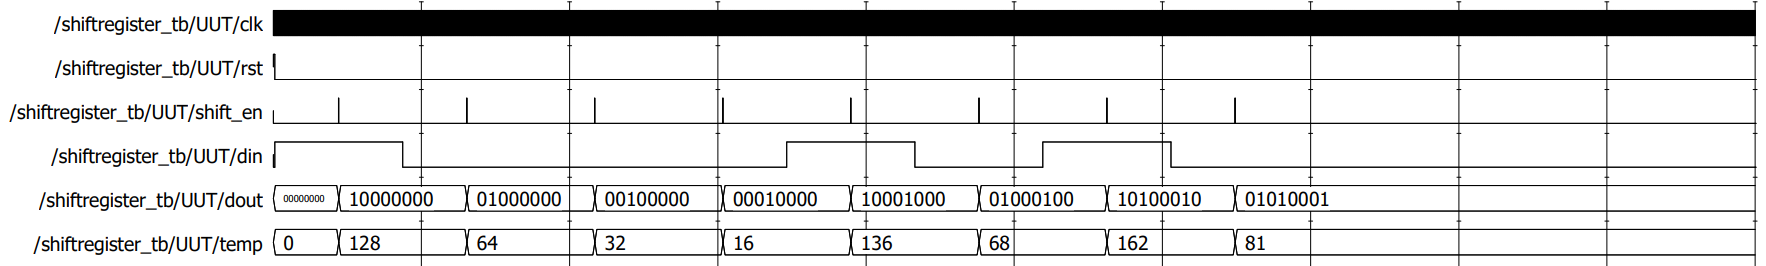 /shiftregister_tb/UUT/clk
/shiftregister_tb/UUT/rst
/shiftregister_tb/UUT/shift_en
/shiftregister_tb/UUT/din
/shiftregister_tb/UUT/dout 00000000 10000000 01000000 00100000 00010000 10001000 01000100 10100010 01010001
/shiftregister_tb/UUT/temp 0 128 64 32 16 136 68 162 81